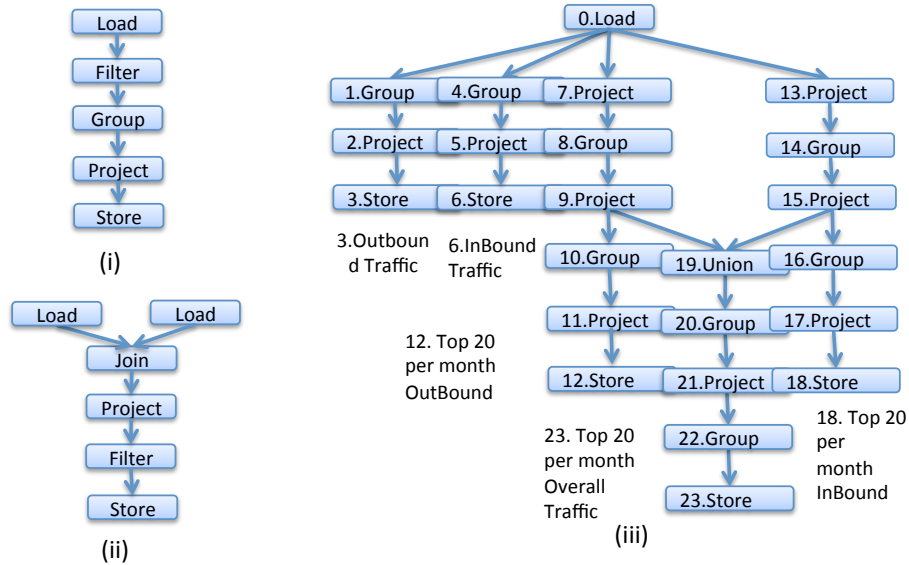 Load
Filter
Group
Project
Store
(i)
Load
Load
Join
Project
Filter
Store
(ii)
0.Load
1.Group
4.Group
7.Project
13.Project
2.Project
5.Project
8.Group
14.Group
3.Store
6.Store
9.Project
15.Project
3.Outboun
d Traffic
6.InBound
Traffic
10.Group
19.Union
16.Group
11.Project
20.Group
17.Project
12. Top 20
per month
OutBound
12.Store
21.Project
18.Store
22.Group
23. Top 20
per month
Overall
Traffic
18. Top 20
per
month
InBound
23.Store
(iii)